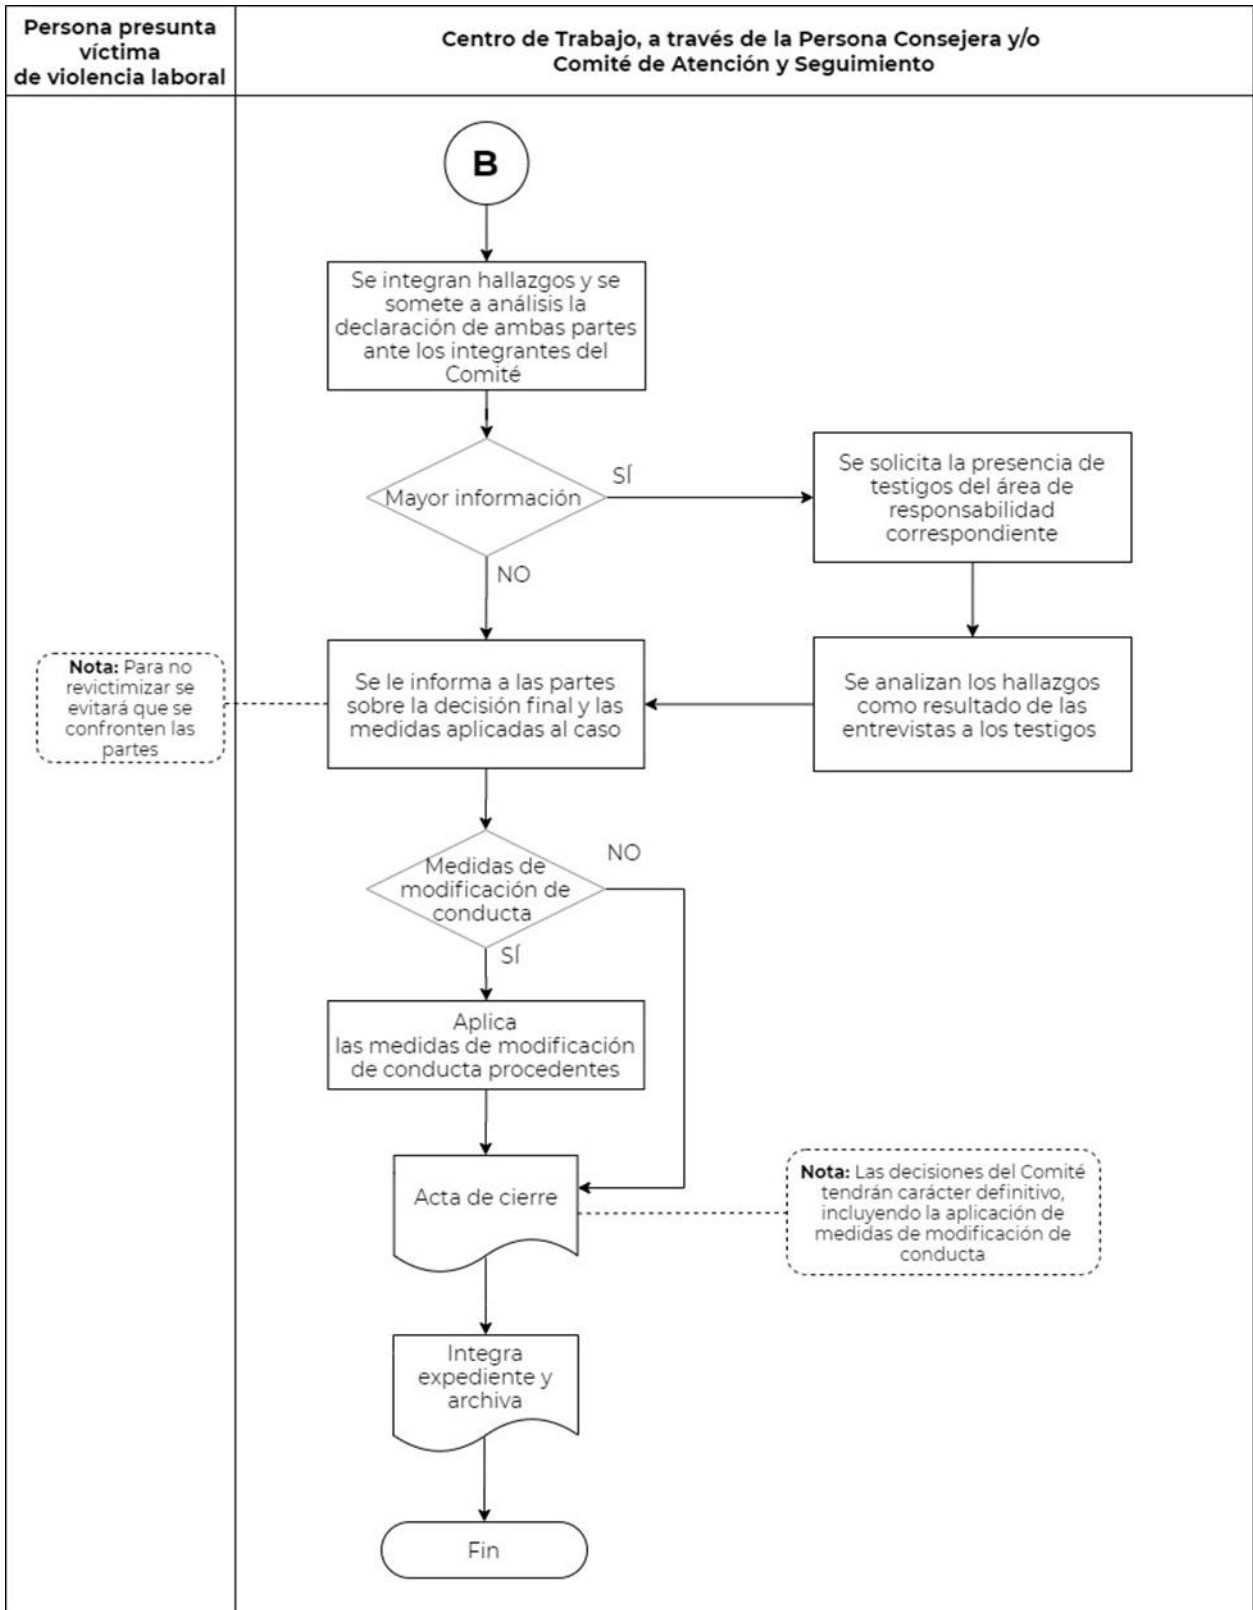 Persona presunta
víctima
de violencia laboral
Centro de Trabajo, a través de la Persona Consejera y/o
Comité de Atención y Seguimiento
B
Se integran hallazgos y se
somete a análisis la
declaración de ambas partes
ante los integrantes del
Comité
Mayor información
SÍ
Se solicita la presencia de
testigos del área de
responsabilidad
correspondiente
NO
Nota: Para no
revictimizar se
evitará que se
confronten las
partes
Se le informa a las partes
sobre la decisión final y las
medidas aplicadas al caso
Se analizan los hallazgos
como resultado de las
entrevistas a los testigos
Medidas de
modificación de
conducta
NO
SÍ
Aplica
las medidas de modificación
de conducta procedentes
Acta de cierre
Nota: Las decisiones del Comité
tendrán carácter definitivo,
incluyendo la aplicación de
medidas de modificación de
conducta
Integra
expediente y
archiva
Fin